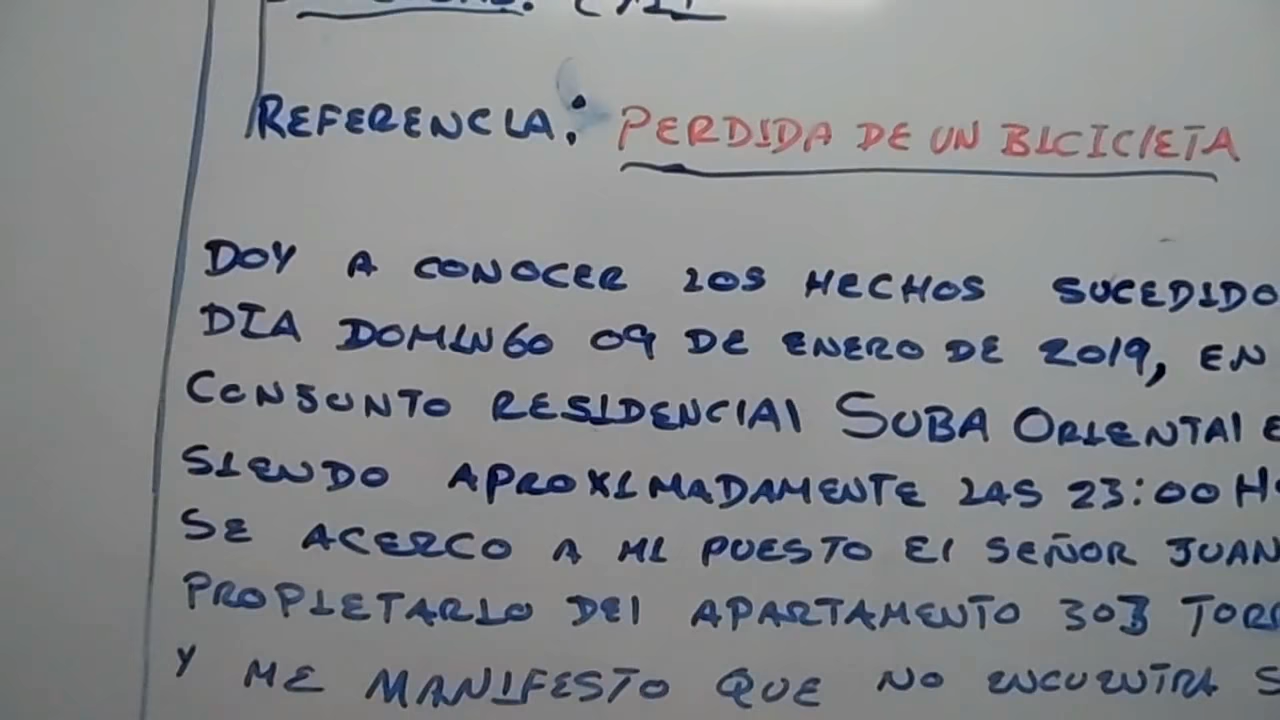 REFERENCIA: PERDIDA DE UN BICICLETA
DOY A CONOCER LOS HECHOS SUCEDIDO
DIA DOMINGO 09 DE ENERO DE 2019, EN
CONJUNTO RESIDENCIAL SUBA ORIENTAL
SIENDO APROXIMADAMENTE LAS 23:00
SE ACERCO A MI PUESTO El SEÑOR JUAN
PROPIETARIO DEl APARTAMENTO 303
Y ME MANIFESTO QUE NO ENCUENTRA